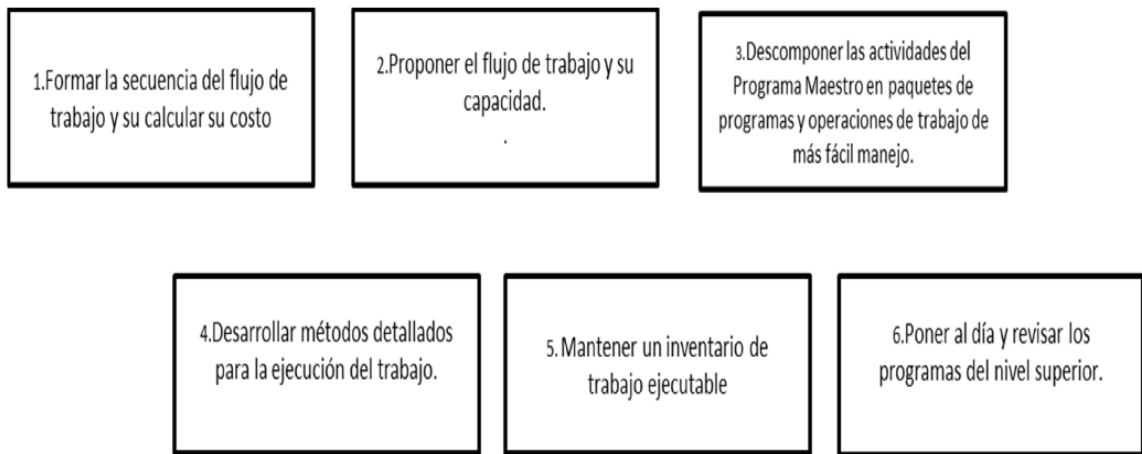 1.Formar la secuencia del flujo de
trabajo y su calcular su costo
2.Proponer el flujo de trabajo y su
capacidad.
.
3.Descomponer las actividades del
Programa Maestro en paquetes de
programas y operaciones de trabajo de
más fácil manejo.
4.Desarrollar métodos detallados
para la ejecución del trabajo.
5. Mantener un inventario de
trabajo ejecutable
6.Poner al día y revisar los
programas del nivel superior.